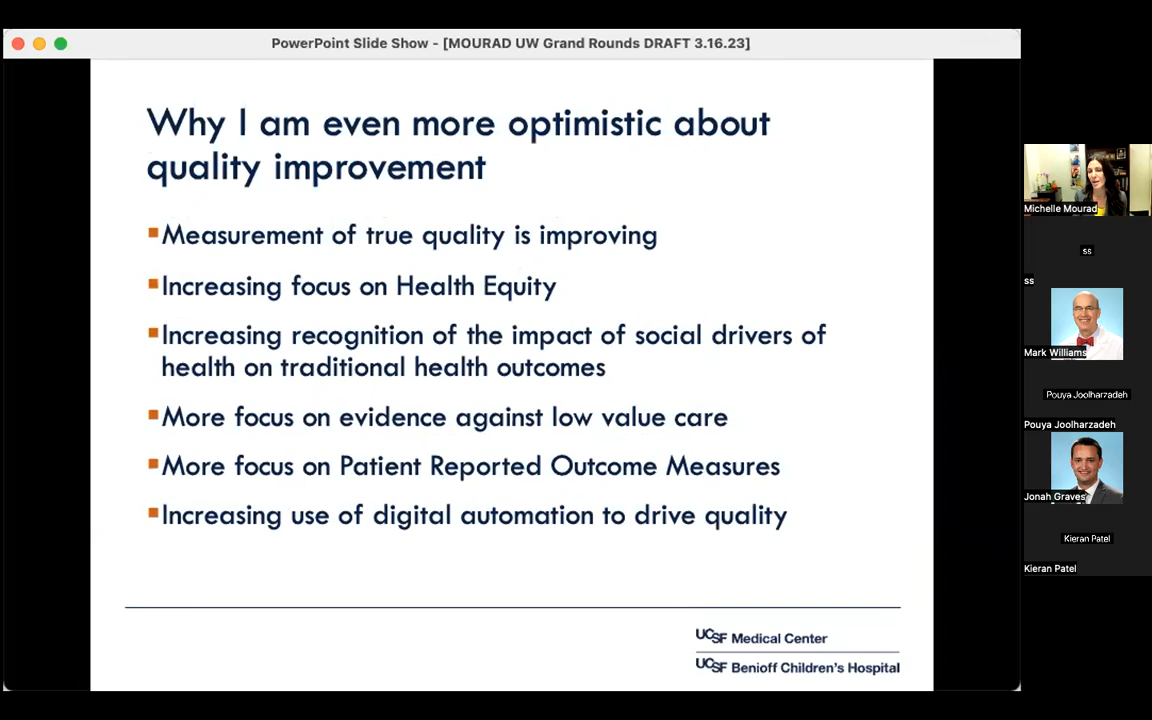 PowerPoint Slide Show - [MOURAD UW Grand Rounds DRAFT 3.16.23]
Why I am even more optimistic about
quality improvement
Measurement of true quality is improving
Increasing focus on Health Equity
Increasing recognition of the impact of social drivers of
health on traditional health outcomes
More focus on evidence against low value care
More focus on Patient Reported Outcome Measures
Increasing use of digital automation to drive quality
UCSF Medical Center
UCSF Benioff Children's Hospital
Michelle Mourad
ss
ss
Mark Williams
Pouya Joolharzadeh
Pouya Joolharzadeh
Jonah Graves
Kieran Patel
Kieran Patel